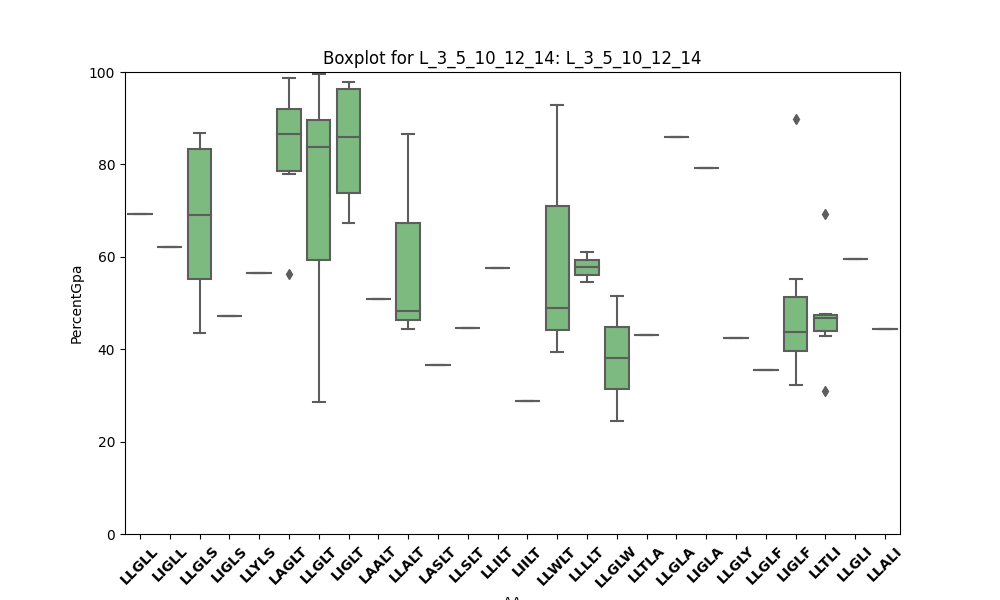 Boxplot for L_3_5_10_12_14: L_3_5_10_12_14
100
80
60
40
20
0
PercentGpa
LLGLL LIGLL LLGLS LIGLS LLYLS LAGLT LLGLT LIGLT LAALT LLALT LASLT LLSLT LLILT LIILT LLWLT LLLLT LLGLW LLTLA LLGLA LIGLA LLGLY LLGLF LIGLF LLTLI LLGLI LLALI